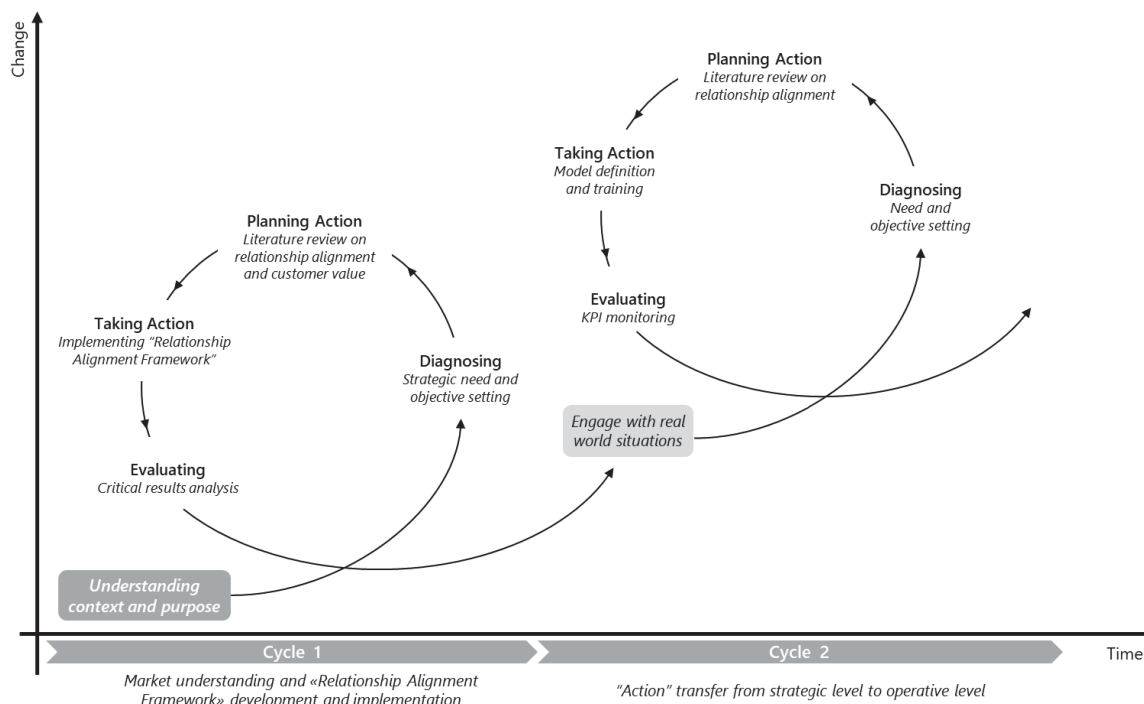 Change
Planning Action
Literature review on
relationship alignment
Taking Action
Model definition
and training
Diagnosing
Need and
objective setting
Evaluating
KPI monitoring
Engage with real
world situations
Planning Action
Literature review on
relationship alignment
and customer value
Taking Action
Implementing “Relationship
Alignment Framework”
Diagnosing
Strategic need and
objective setting
Evaluating
Critical results analysis
Understanding
context and purpose
Cycle 1
Cycle 2
Time
Market understanding and «Relationship Alignment
Framework» development and implementation
“Action” transfer from strategic level to operative level